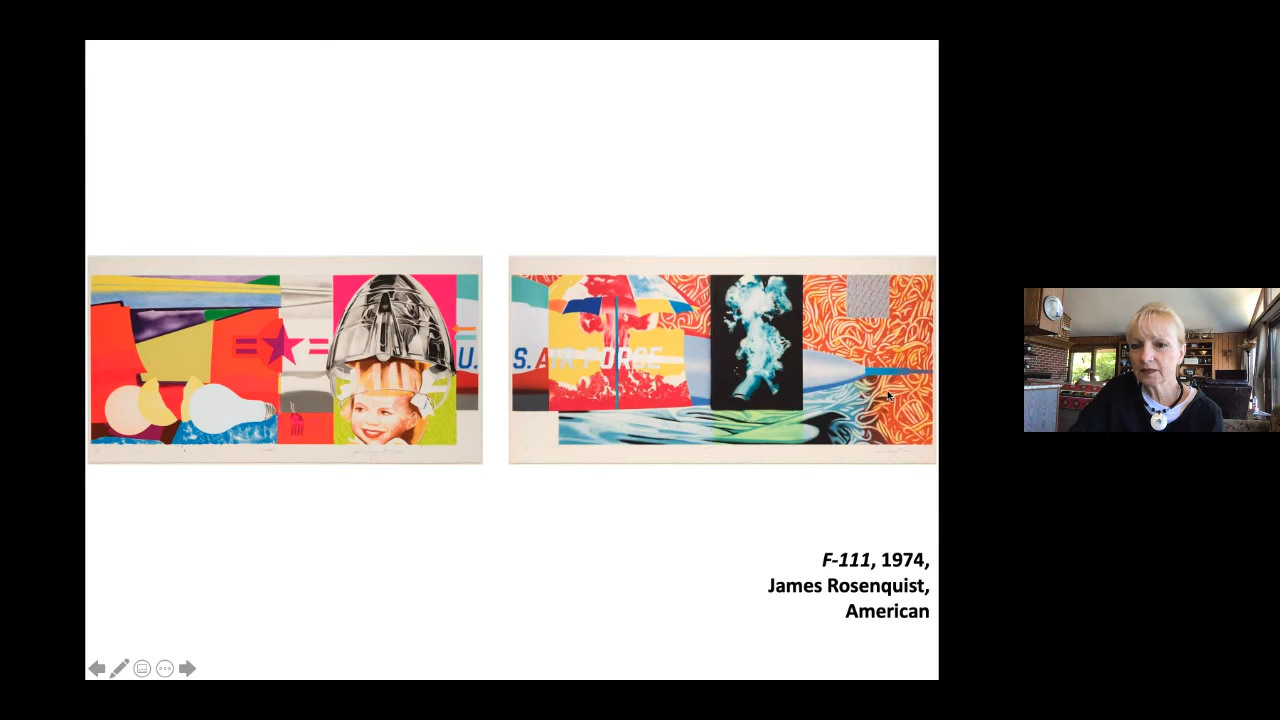 U.
S. AIR FORCE
F-111, 1974,
James Rosenquist,
American